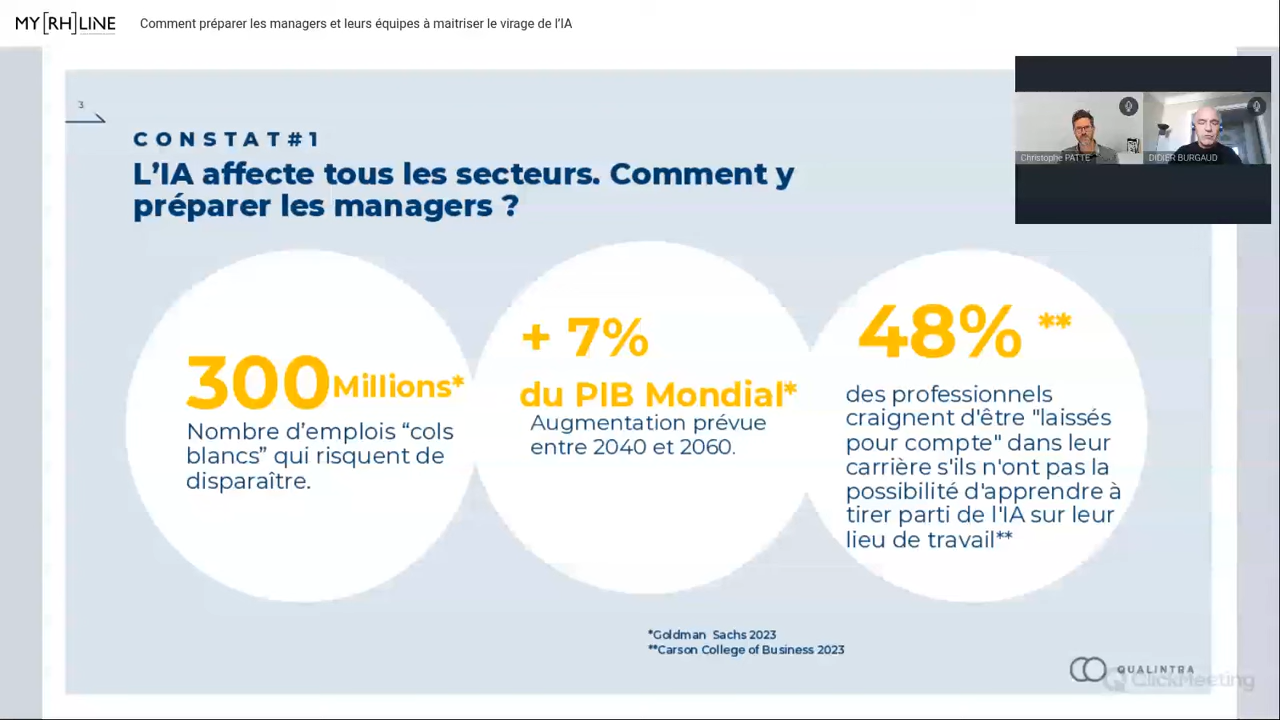 MY[RH]LINE
Comment préparer les managers et leurs équipes à maitriser le virage de l’IA
Christophe PATTE
DIDIER BURGAUD
3
CONSTAT#1
L’IA affecte tous les secteurs. Comment y
préparer les managers ?
300 Millions*
Nombre d’emplois “cols
blancs” qui risquent de
disparaître.
+ 7%
du PIB Mondial*
Augmentation prévue
entre 2040 et 2060.
48% **
des professionnels
craignent d'être "laissés
pour compte" dans leur
carrière s'ils n'ont pas la
possibilité d'apprendre à
tirer parti de l'IA sur leur
lieu de travail**
*Goldman Sachs 2023
**Carson College of Business 2023
QUALINTRA
ClickMeeting